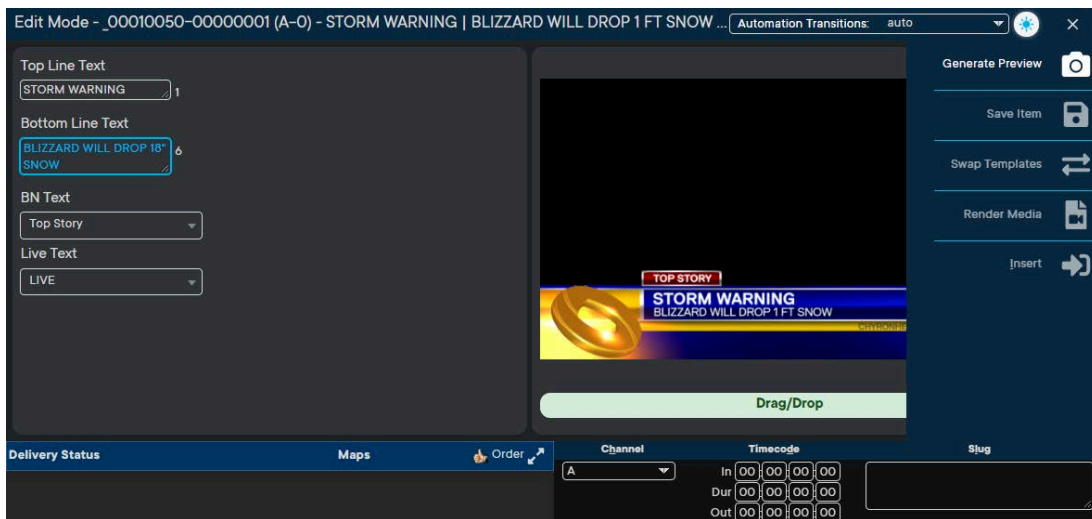 Edit Mode - _00010050-00000001 (A-0) - STORM WARNING | BLIZZARD WILL DROP 1 FT SNOW ...
Automation Transitions: auto
Top Line Text
STORM WARNING
1
Bottom Line Text
BLIZZARD WILL DROP 18"
SNOW
6
BN Text
Top Story
Live Text
LIVE
TOP STORY
STORM WARNING
BLIZZARD WILL DROP 1 FT SNOW
Drag/Drop
Generate Preview
Save Item
Swap Templates
Render Media
Insert
Delivery Status
Maps
Order
Channel
Timecode
Slug
A
In 00 00 00 00
Dur 00 00 00 00
Out 00 00 00 00